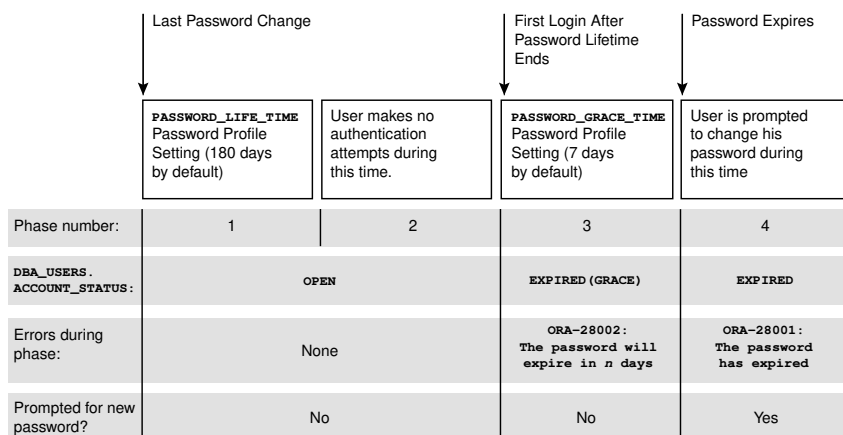 Last Password Change
First Login After
Password Lifetime
Ends
Password Expires
PASSWORD_LIFE_TIME
Password Profile
Setting (180 days
by default)
User makes no
authentication
attempts during
this time.
PASSWORD_GRACE_TIME
Password Profile
Setting (7 days
by default)
User is prompted
to change his
password during
this time
Phase number:
1
2
3
4
DBA_USERS.
ACCOUNT_STATUS:
OPEN
EXPIRED(GRACE)
EXPIRED
Errors during
phase:
None
ORA-28002:
The password will
expire in n days
ORA-28001:
The password
has expired
Prompted for new
password?
No
No
Yes